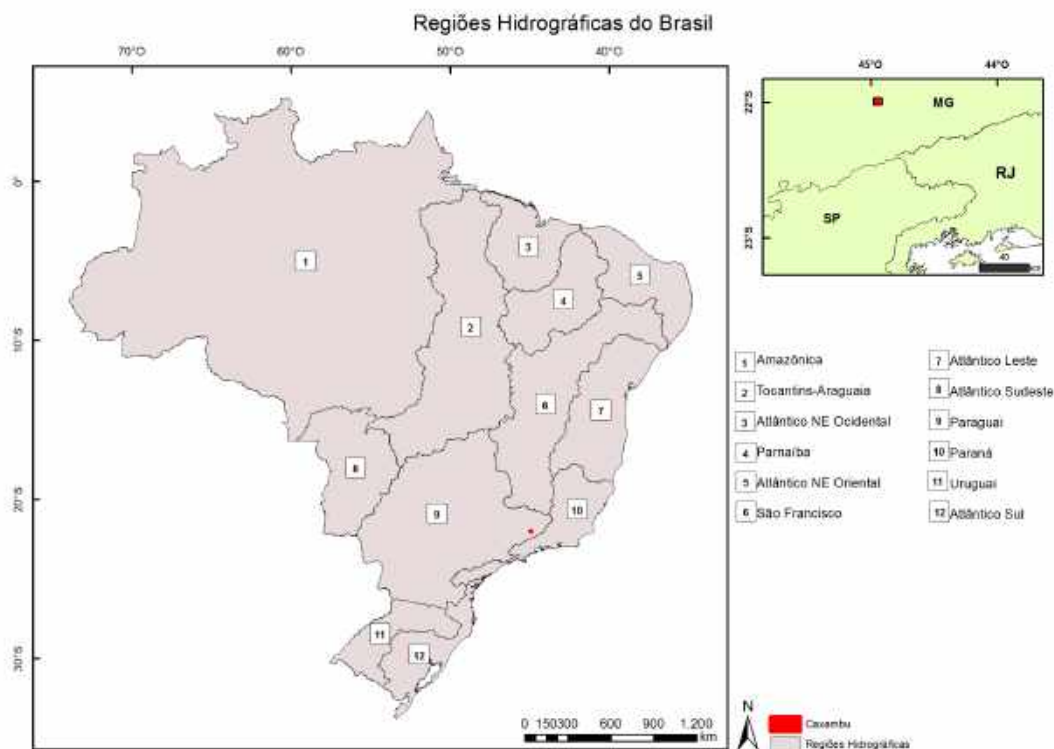 Regiões Hidrográficas do Brasil
70°O 60°O 50°O 40°O
0°
10°S
20°S
30°S
1
2
3
4
5
6
7
8
9
10
11
12
0 150300 600 900 1.200
km
45°O 44°O
22°S
23°S
MG
RJ
SP
40
1 Amazônica
2 Tocantins-Araguaia
3 Atlântico NE Ocidental
4 Parnaíba
5 Atlântico NE Oriental
6 São Francisco
7 Atlântico Leste
8 Atlântico Sudeste
9 Paraguai
10 Paraná
11 Uruguai
12 Atlântico Sul
N
Caxambu
Regiões Hidrográficas